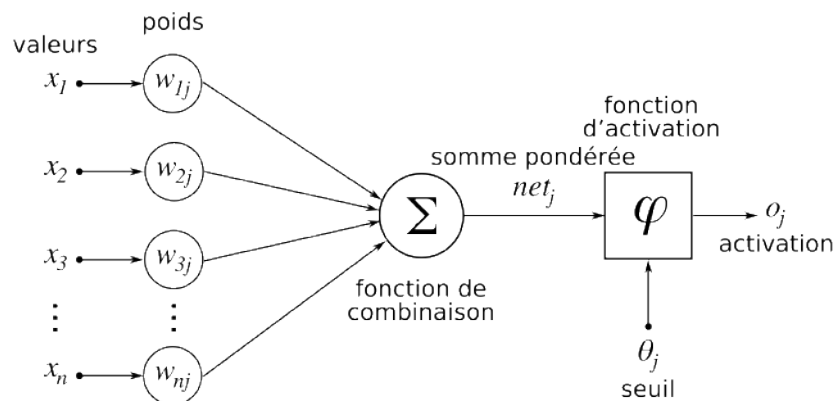 poids
valeurs
x1
w1j
x2
w2j
x3
w3j
⋮
⋮
xn
wnj
Σ
fonction de
combinaison
somme pondérée
netj
fonction
d'activation
φ
oj
activation
θj
seuil